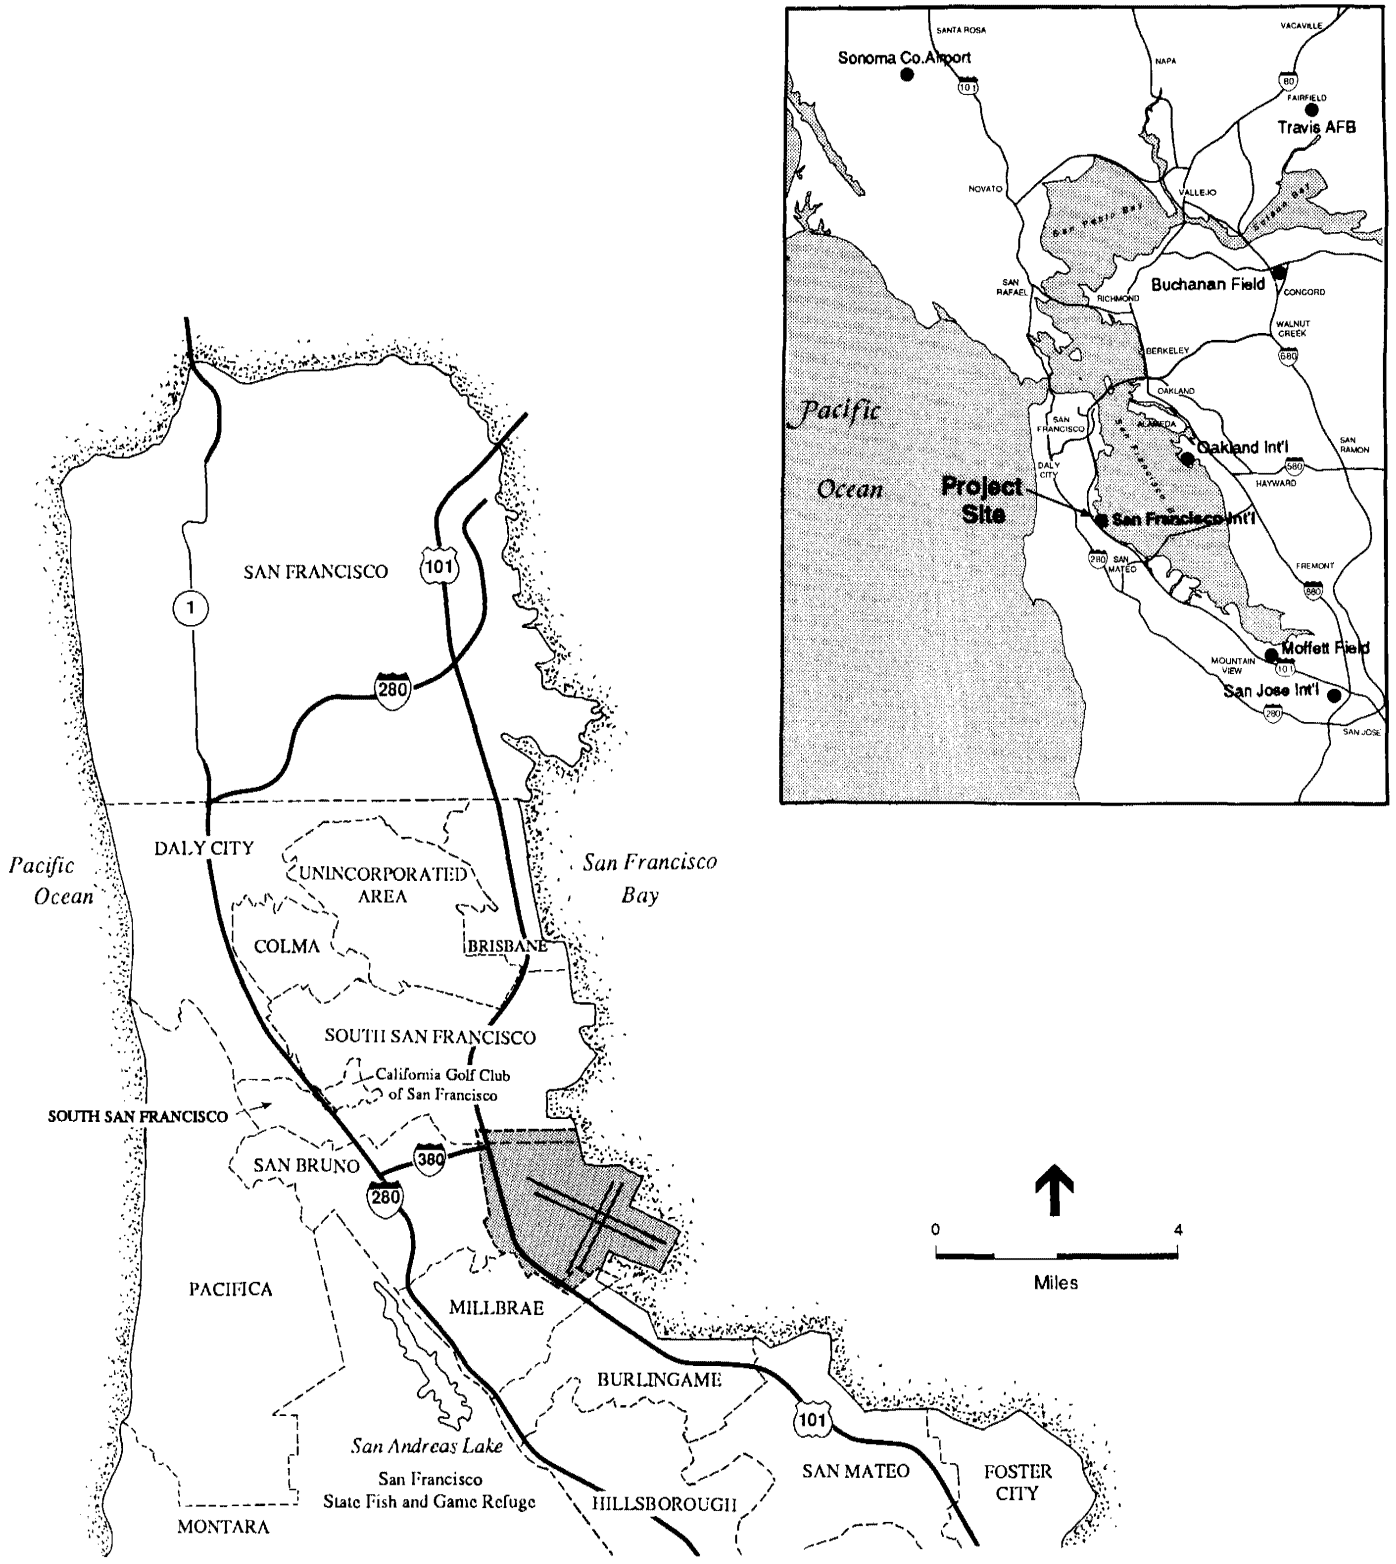 SANTA ROSA
VACAVILLE
Sonoma Co. Airport
NAPA
101
80
FAIRFIELD
Travis AFB
NOVATO
VALLEJO
San Pablo Bay
Suisun Bay
SAN
RAFAEL
Buchanan Field
RICHMOND
CONCORD
WALNUT
CREEK
BERKELEY
680
OAKLAND
Pacific
Ocean
SAN
FRANCISCO
ALAMEDA
San Francisco
Oakland Int'l
SAN
RAMON
DALY
CITY
580
HAYWARD
Project
Site
San Francisco Int'l
280
SAN
MATEO
FREMONT
880
Moffett Field
MOUNTAIN
VIEW
101
San Jose Int'l
280
SAN JOSE
SAN FRANCISCO
101
1
280
DALY CITY
Pacific
Ocean
UNINCORPORATED
AREA
San Francisco
Bay
COLMA
BRISBANE
SOUTH SAN FRANCISCO
California Golf Club
of San Francisco
SOUTH SAN FRANCISCO
SAN BRUNO
380
280
PACIFICA
MILLBRAE
0 4
Miles
BURLINGAME
101
San Andreas Lake
San Francisco
State Fish and Game Refuge
SAN MATEO
FOSTER
CITY
HILLSBOROUGH
MONTARA